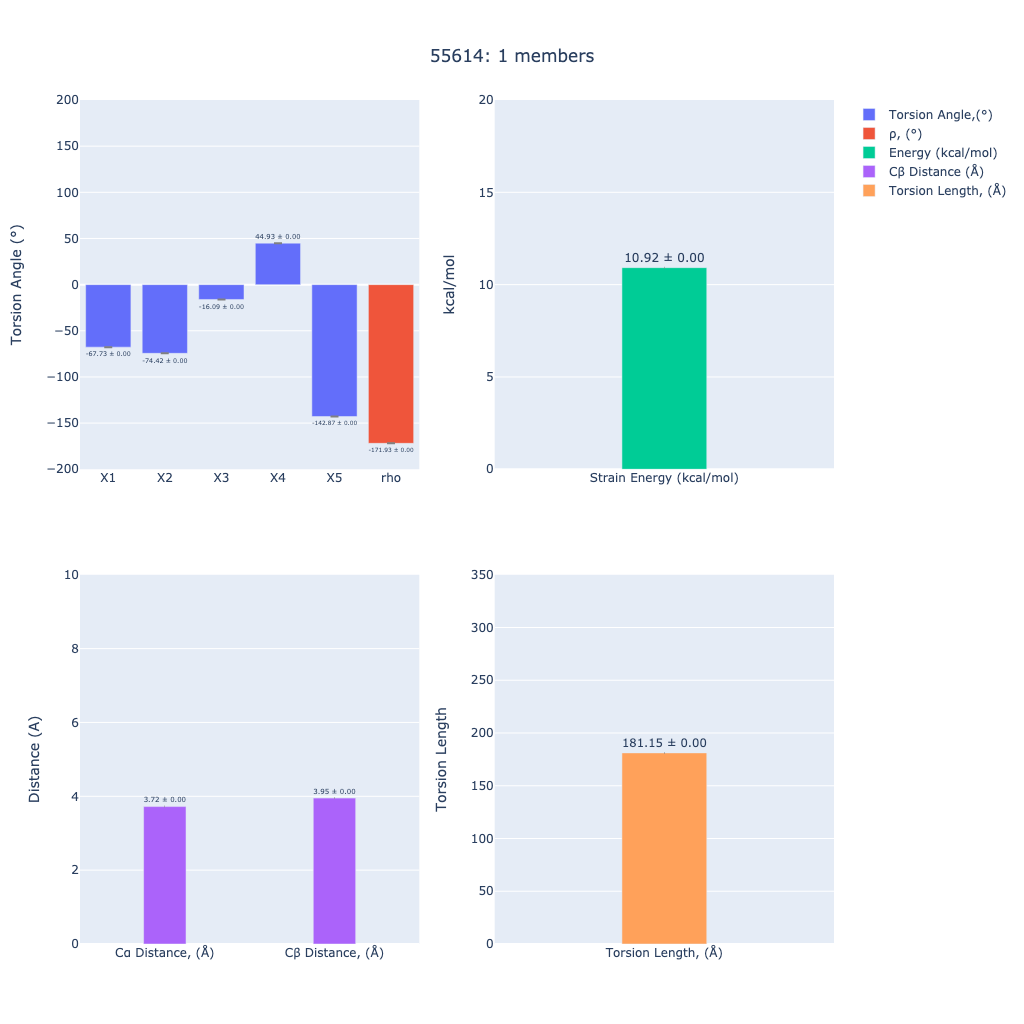 55614: 1 members
200
150
100
50
0
−50
−100
−150
−200
Torsion Angle (°)
-67.73 ± 0.00
-74.42 ± 0.00
-16.09 ± 0.00
44.93 ± 0.00
-142.87 ± 0.00
-171.93 ± 0.00
X1 X2 X3 X4 X5 rho
20
15
10
5
0
kcal/mol
10.92 ± 0.00
Strain Energy (kcal/mol)
Torsion Angle,(°)
ρ, (°)
Energy (kcal/mol)
Cβ Distance (Å)
Torsion Length, (Å)
10
8
6
4
2
0
Distance (A)
3.72 ± 0.00
3.95 ± 0.00
Cα Distance, (Å) Cβ Distance, (Å)
350
300
250
200
150
100
50
0
Torsion Length
181.15 ± 0.00
Torsion Length, (Å)